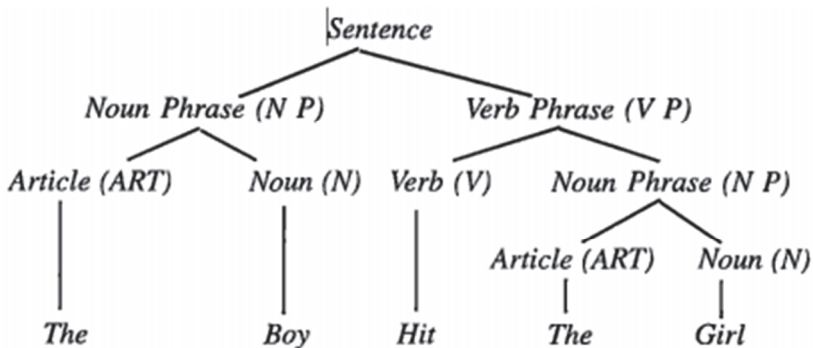 Sentence
Noun Phrase (N P) Verb Phrase (V P)
Article (ART) Noun (N) Verb (V) Noun Phrase (N P)
Article (ART) Noun (N)
The Boy Hit The Girl